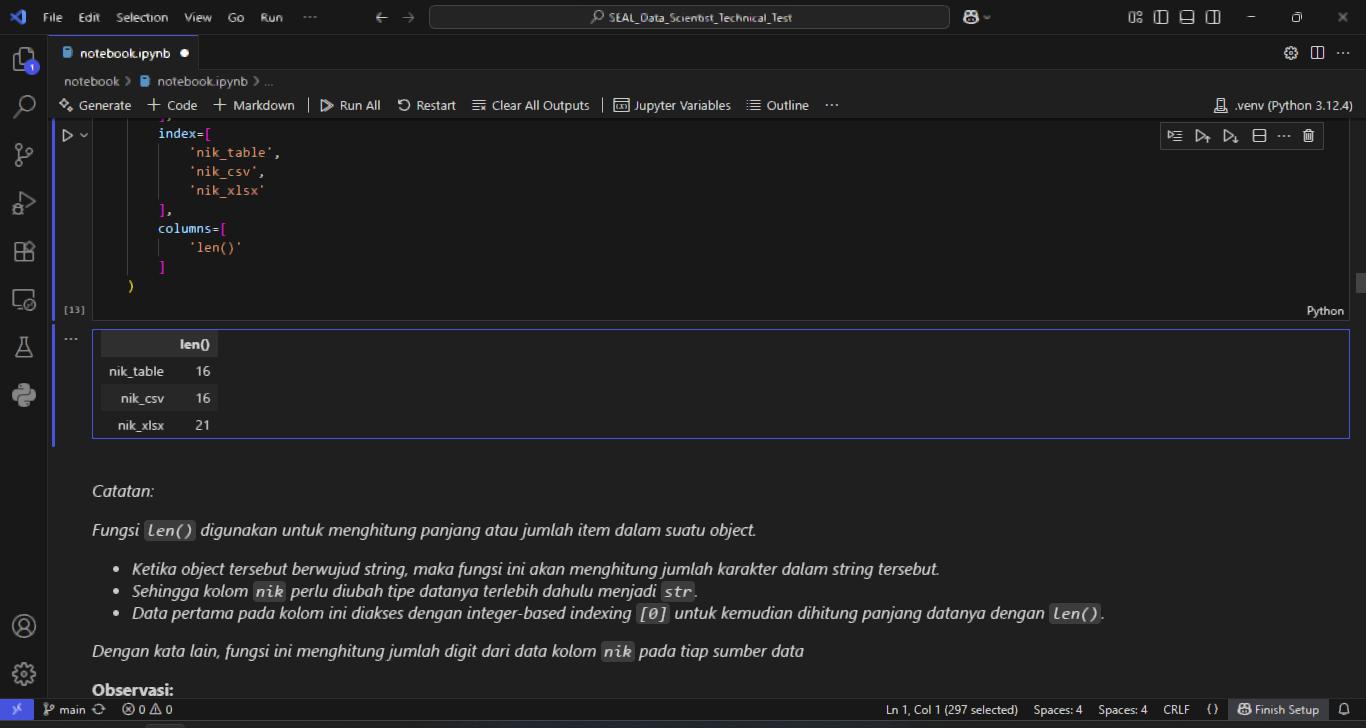 File Edit Selection View Go Run ···
SEAL_Data_Scientist_Technical_Test
notebook.ipynb
notebook > notebook.ipynb > ...
Generate + Code + Markdown | Run All Restart Clear All Outputs | Jupyter Variables Outline ···
.venv (Python 3.12.4)
1
index=[
'nik_table',
'nik_csv',
'nik_xlsx'
],
columns=[
'len()'
]
)
[13]
Python
len()
nik_table 16
nik_csv 16
nik_xlsx 21
Catatan:
Fungsi len() digunakan untuk menghitung panjang atau jumlah item dalam suatu object.
• Ketika object tersebut berwujud string, maka fungsi ini akan menghitung jumlah karakter dalam string tersebut.
• Sehingga kolom nik perlu diubah tipe datanya terlebih dahulu menjadi str.
• Data pertama pada kolom ini diakses dengan integer-based indexing [0] untuk kemudian dihitung panjang datanya dengan len().
Dengan kata lain, fungsi ini menghitung jumlah digit dari data kolom nik pada tiap sumber data
Observasi:
main 0 0
Ln 1, Col 1 (297 selected) Spaces: 4 Spaces: 4 CRLF {} Finish Setup